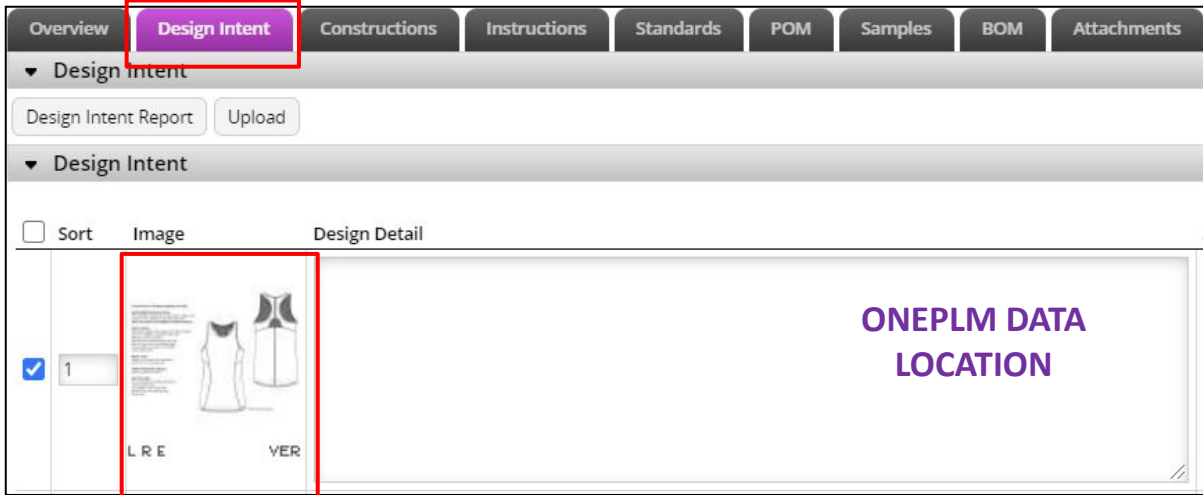 Overview Design Intent Constructions Instructions Standards POM Samples BOM Attachments
Design Intent
Design Intent Report Upload
Design Intent
Sort Image Design Detail
1
L R E VER
ONEPLM DATA
LOCATION